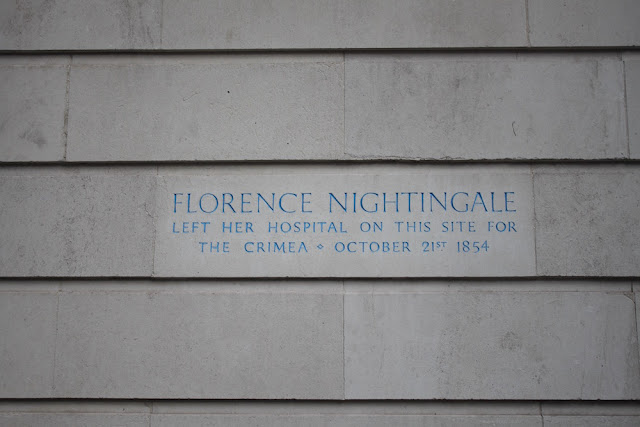 FLORENCE NIGHTINGALE
LEFT HER HOSPITAL ON THIS SITE FOR
THE CRIMEA ⋄ OCTOBER 21ST 1854